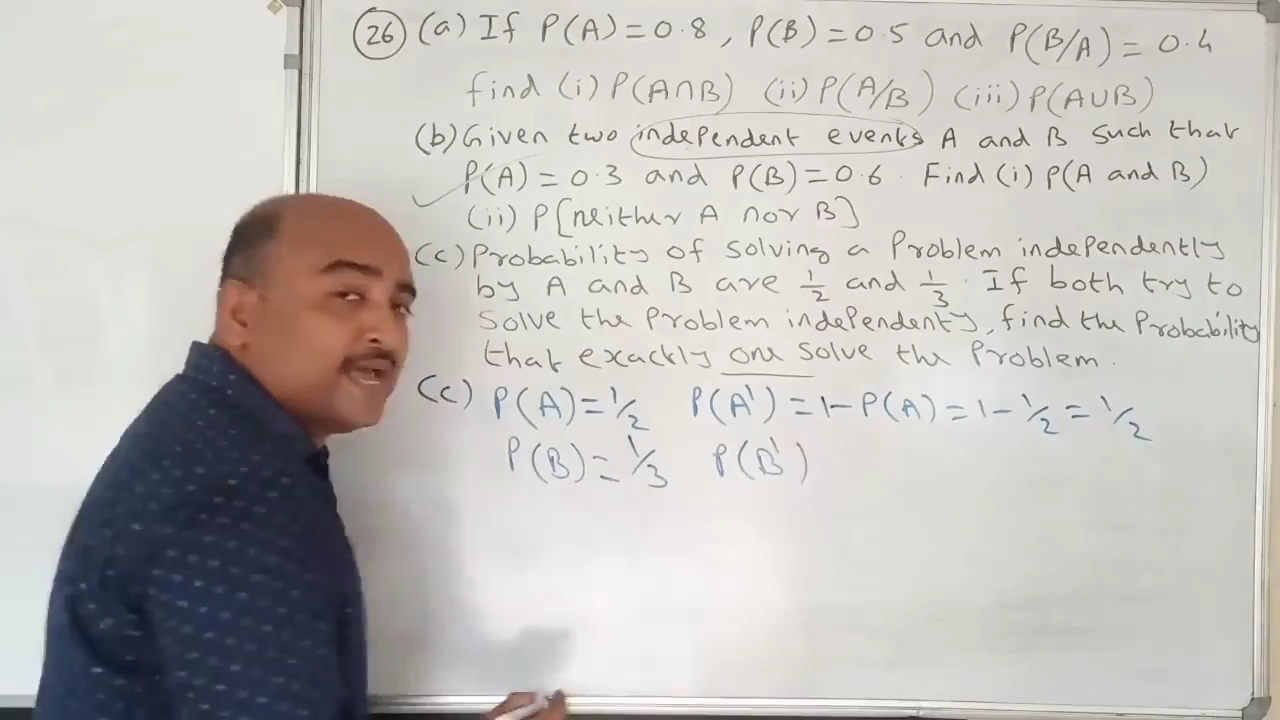 26 (a) If P(A) = 0.8, P(B) = 0.5 and P(B/A) = 0.4
find (i) P(A∩B) (ii) P(A/B) (iii) P(A∪B)
(b) Given two independent events A and B such that
P(A) = 0.3 and P(B) = 0.6. Find (i) P(A and B)
(ii) P[neither A nor B]
(c) Probability of solving a Problem independently
by A and B are 1/2 and 1/3. If both try to
solve the Problem independently, find the Probability
that exactly one solve the Problem.
(c) P(A) = 1/2 P(A') = 1 - P(A) = 1 - 1/2 = 1/2
P(B) = 1/3 P(B')